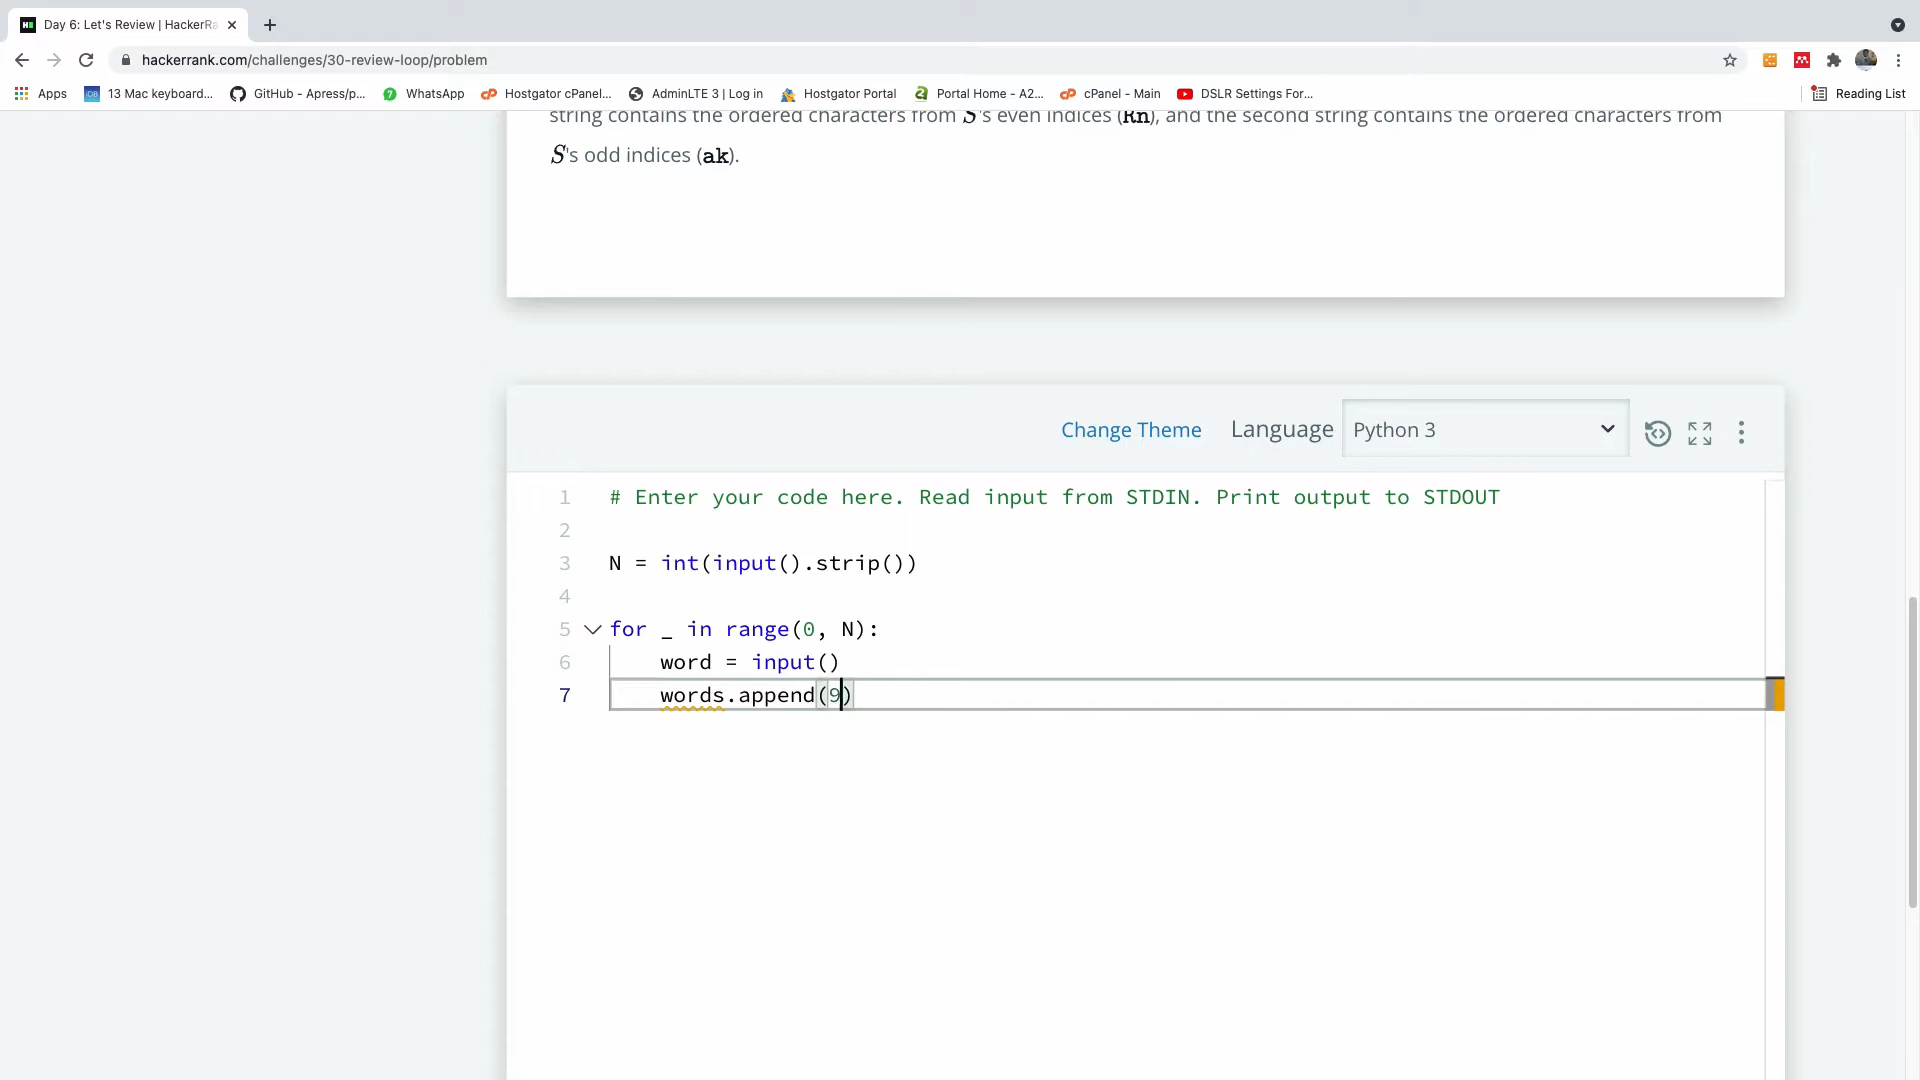 Day 6: Let's Review | HackerRa
hackerrank.com/challenges/30-review-loop/problem
Apps
13 Mac keyboard...
GitHub - Apress/p...
WhatsApp
Hostgator cPanel...
AdminLTE 3 | Log in
Hostgator Portal
Portal Home - A2...
cPanel - Main
DSLR Settings For...
Reading List
string contains the ordered characters from S's even indices (Rn), and the second string contains the ordered characters from
S's odd indices (ak).
Change Theme
Language
Python 3
1 # Enter your code here. Read input from STDIN. Print output to STDOUT
2
3 N = int(input().strip())
4
5 for _ in range(0, N):
6 word = input()
7 words.append(9)